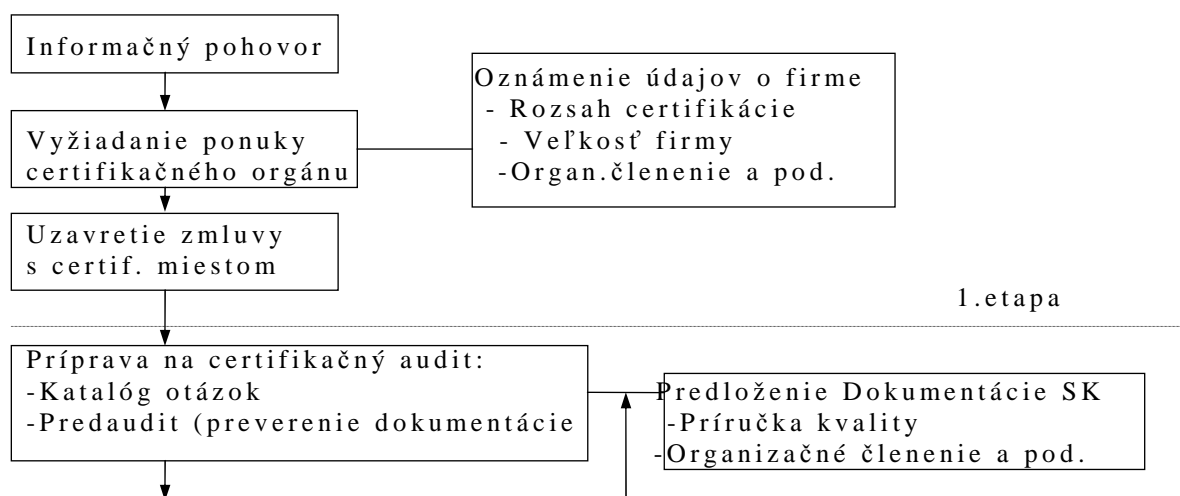 Informačný pohovor
Oznámenie údajov o firme
- Rozsah certifikácie
- Veľkosť firmy
-Organ.členenie a pod.
Vyžiadanie ponuky
certifikačného orgánu
Uzavretie zmluvy
s certif. miestom
1.etapa
Príprava na certifikačný audit:
-Katalóg otázok
-Predaudit (preverenie dokumentácie
Predloženie Dokumentácie SK
-Príručka kvality
-Organizačné členenie a pod.